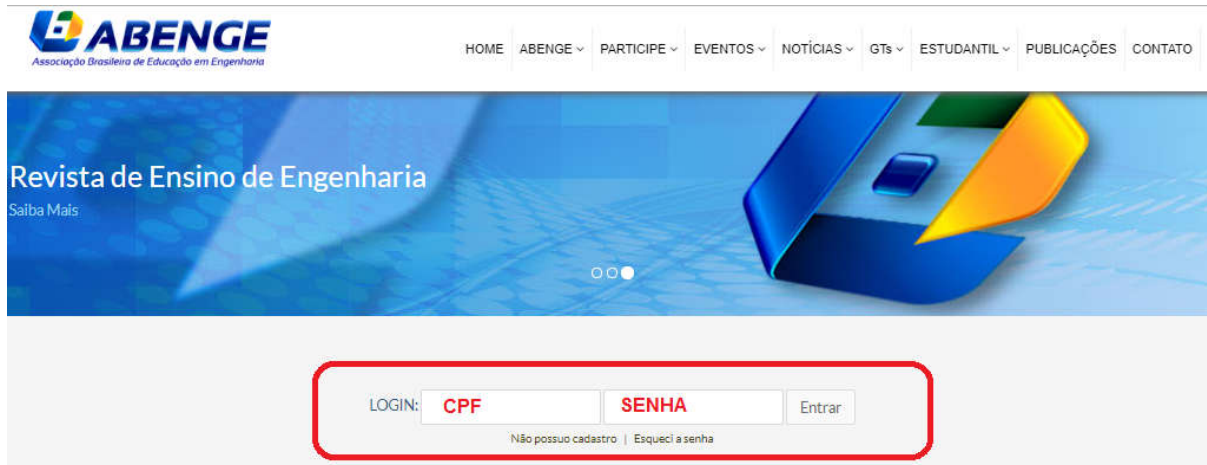 ABENGE
Associação Brasileira de Educação em Engenharia
HOME ABENGE PARTICIPE EVENTOS NOTÍCIAS GTs ESTUDANTIL PUBLICAÇÕES CONTATO
Revista de Ensino de Engenharia
Saiba Mais
LOGIN: CPF SENHA Entrar
Não possuo cadastro | Esqueci a senha